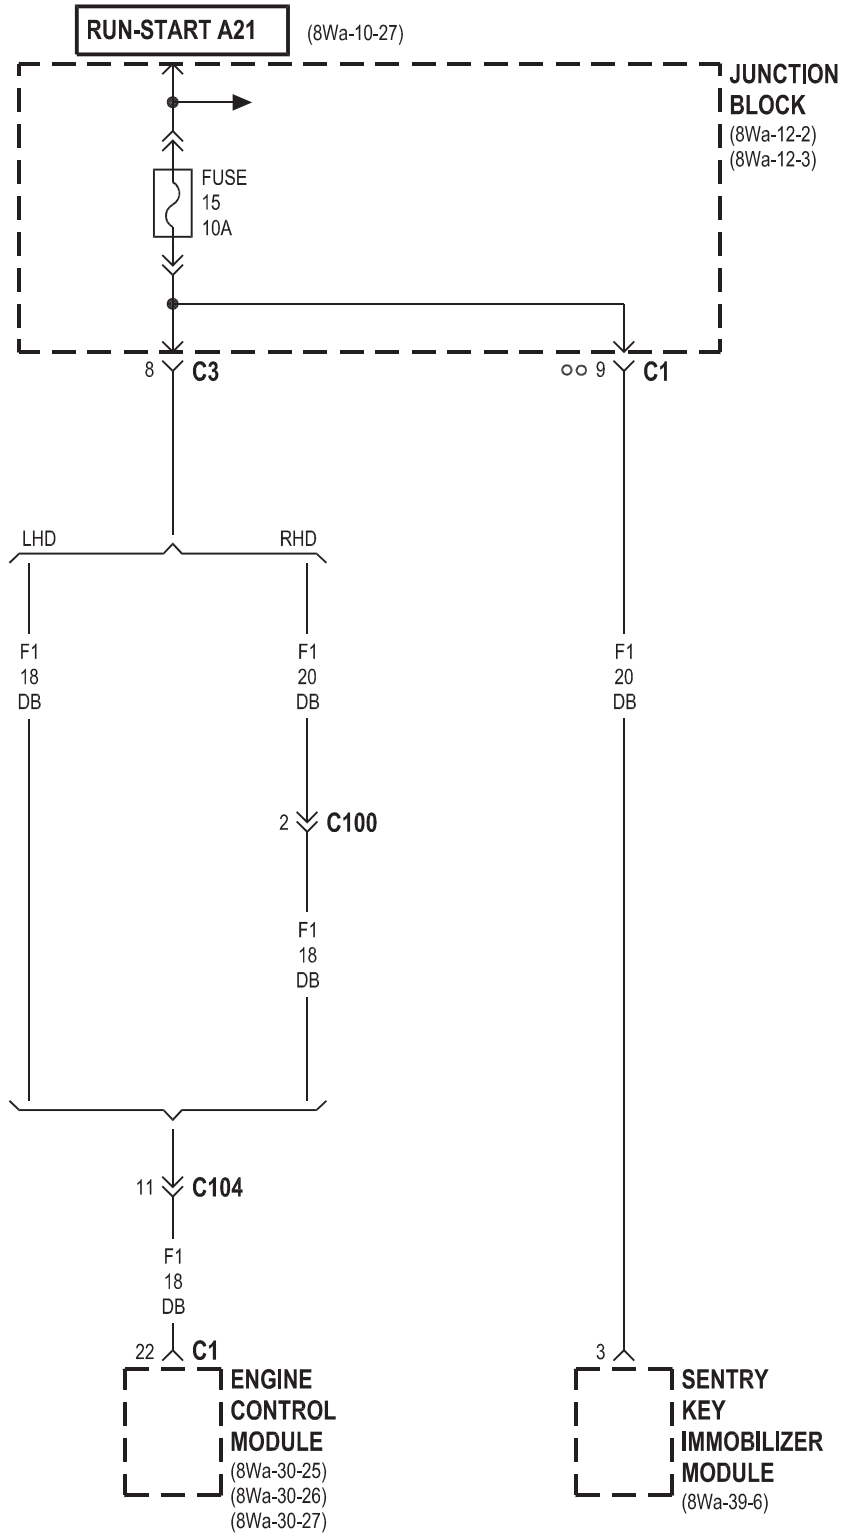 RUN-START A21
(8Wa-10-27)
JUNCTION
BLOCK
(8Wa-12-2)
(8Wa-12-3)
FUSE
15
10A
8
C3
9
C1
LHD
RHD
F1
18
DB
F1
20
DB
F1
20
DB
2
C100
F1
18
DB
11
C104
F1
18
DB
22
C1
ENGINE
CONTROL
MODULE
(8Wa-30-25)
(8Wa-30-26)
(8Wa-30-27)
3
SENTRY
KEY
IMMOBILIZER
MODULE
(8Wa-39-6)